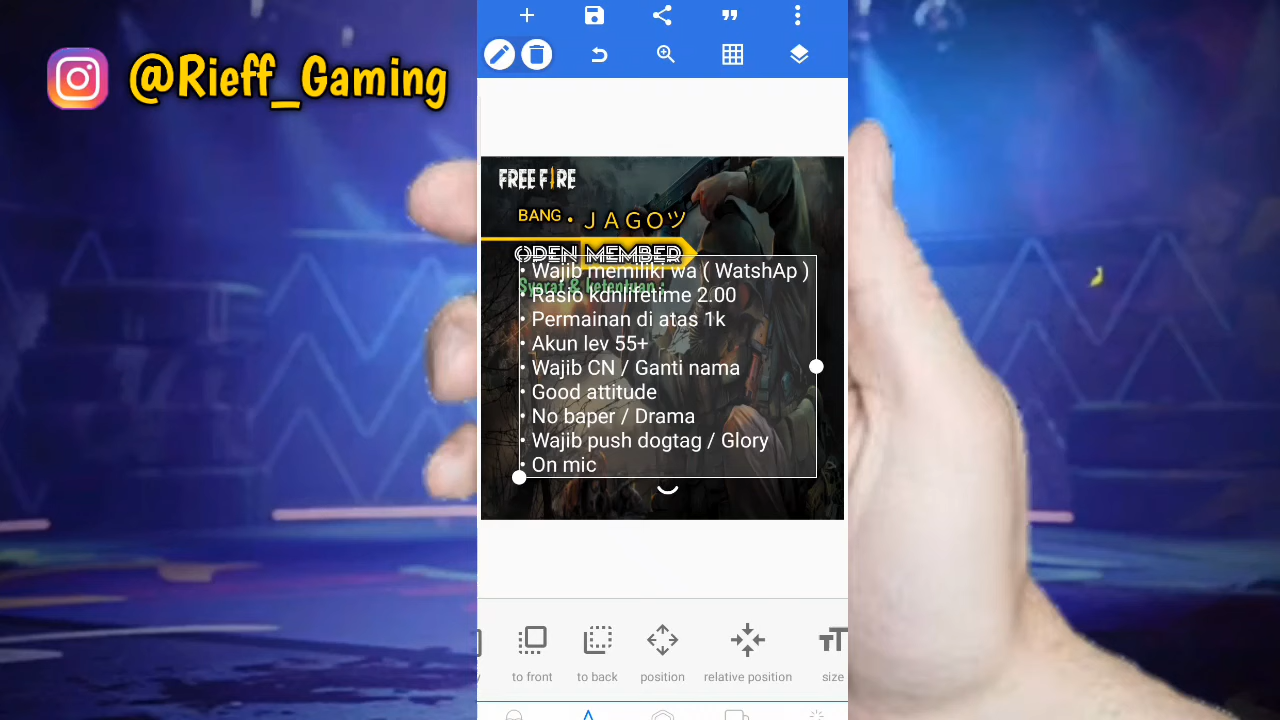 @Rieff_Gaming
FREE FIRE
BANG • ＪＡＧＯツ
OPEN MEMBER
Syarat & ketentuan :
• Wajib memiliki wa ( WatshAp )
• Rasio kdnlifetime 2.00
• Permainan di atas 1k
• Akun lev 55+
• Wajib CN / Ganti nama
• Good attitude
• No baper / Drama
• Wajib push dogtag / Glory
• On mic
to front
to back
position
relative position
size